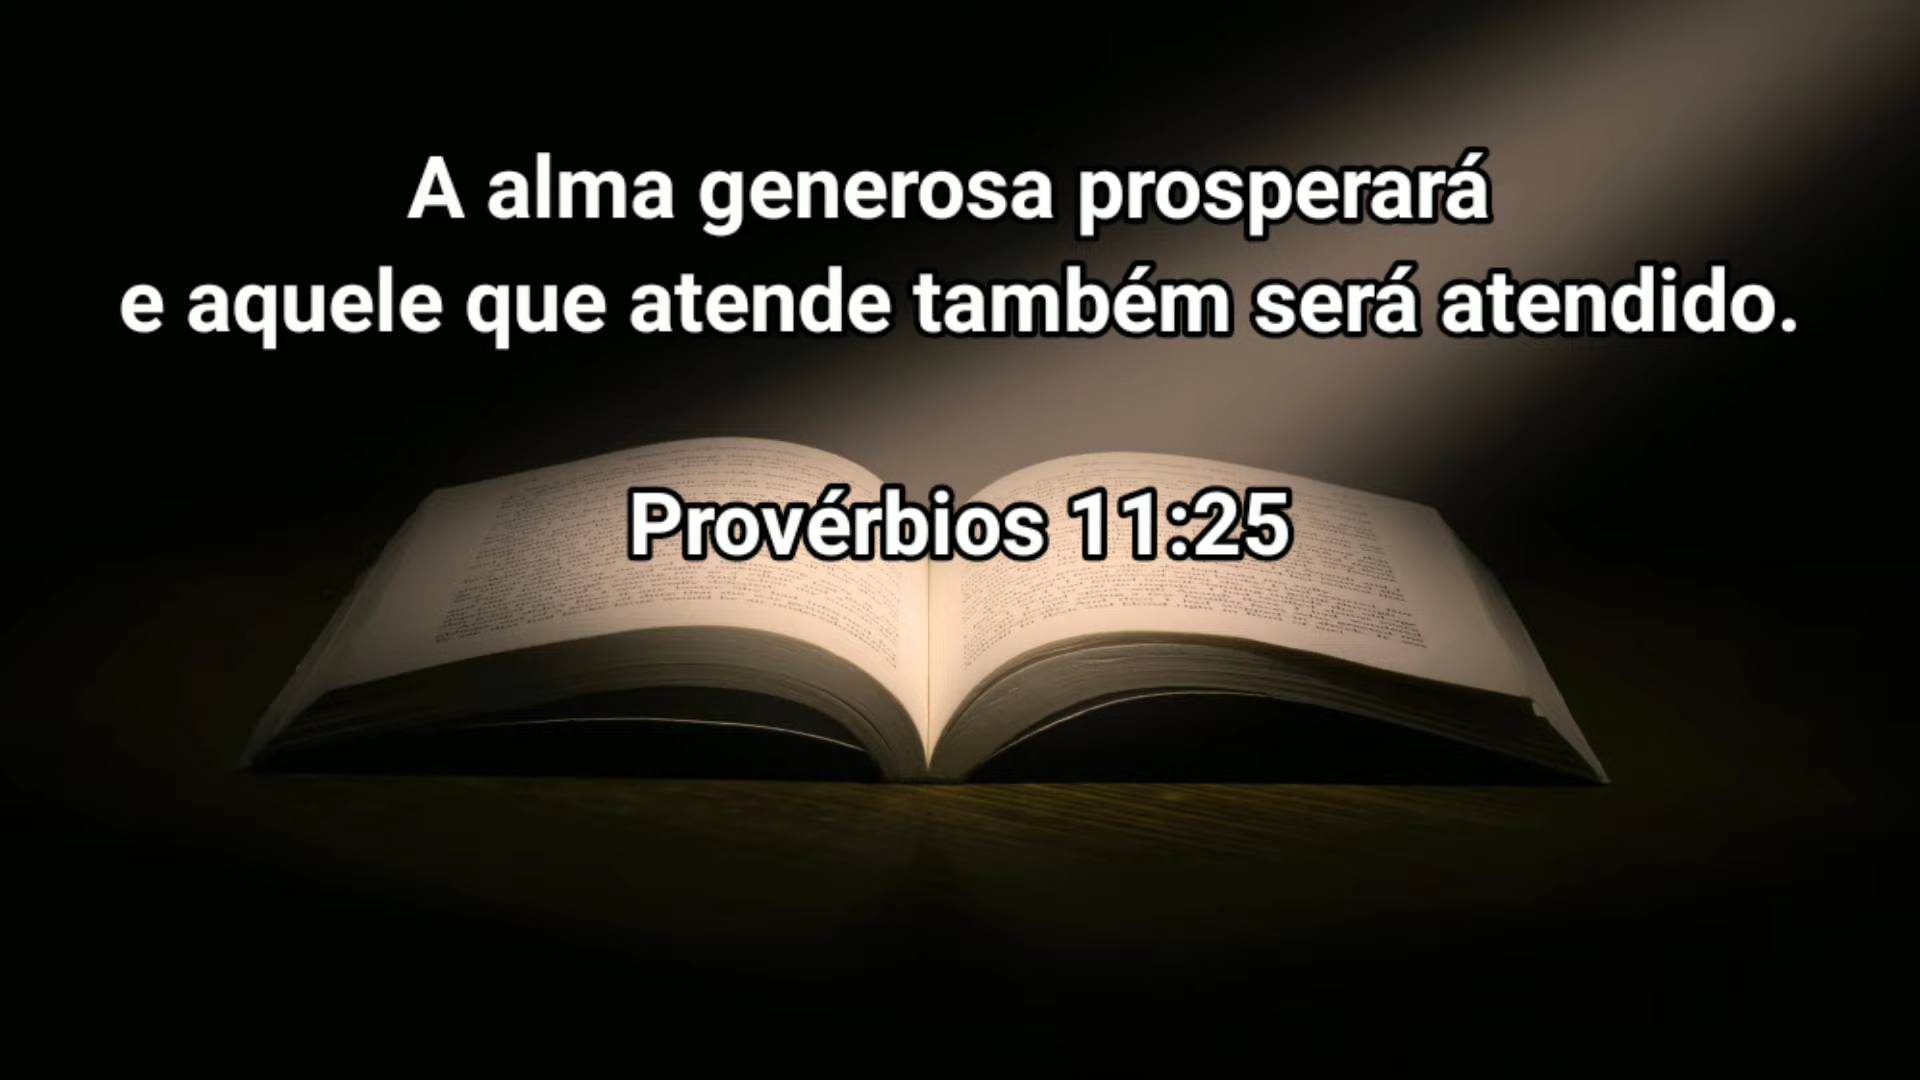 A alma generosa prosperará
e aquele que atende também será atendido.
Provérbios 11:25